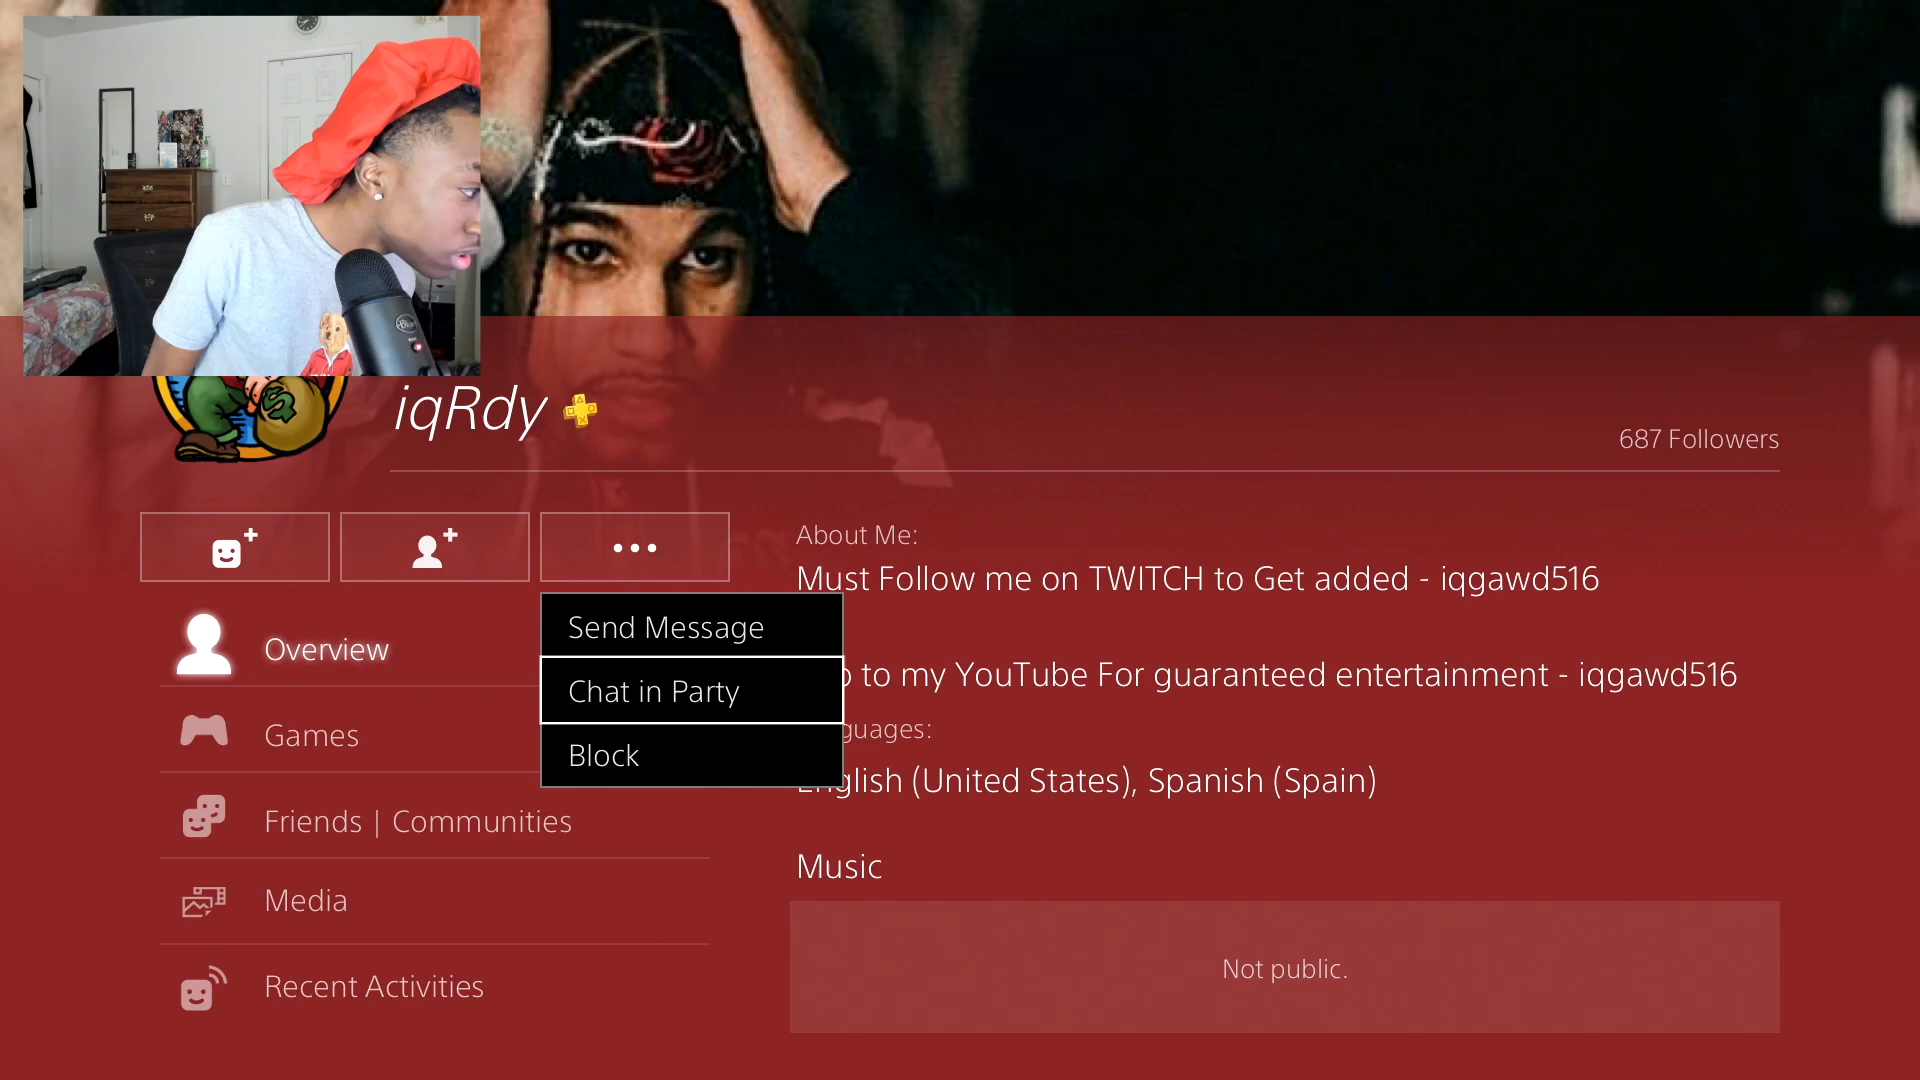 iqRdy
687 Followers
About Me:
Must Follow me on TWITCH to Get added - iqgawd516
to my YouTube For guaranteed entertainment - iqgawd516
Send Message
Chat in Party
Block
English (United States), Spanish (Spain)
Overview
Games
Friends | Communities
Media
Recent Activities
Music
Not public.